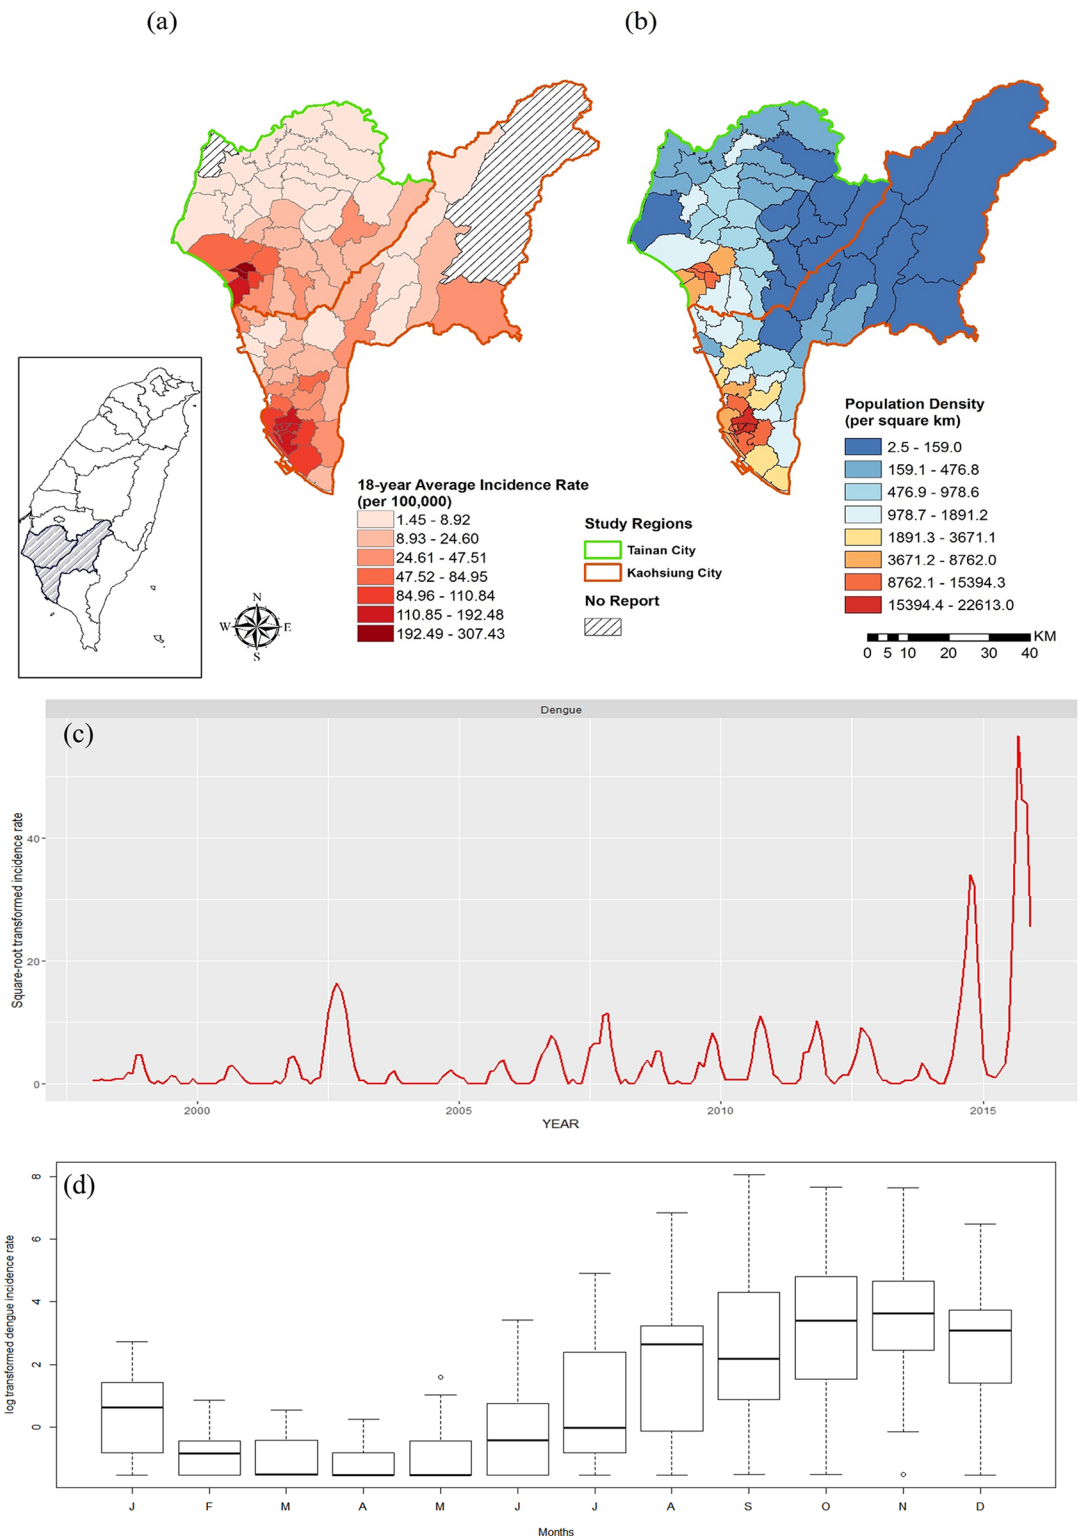 (a)
(b)
18-year Average Incidence Rate
(per 100,000)
1.45 - 8.92
8.93 - 24.60
24.61 - 47.51
47.52 - 84.95
84.96 - 110.84
110.85 - 192.48
192.49 - 307.43
N
W
E
S
Study Regions
Tainan City
Kaohsiung City
No Report
Population Density
(per square km)
2.5 - 159.0
159.1 - 476.8
476.9 - 978.6
978.7 - 1891.2
1891.3 - 3671.1
3671.2 - 8762.0
8762.1 - 15394.3
15394.4 - 22613.0
KM
0 5 10 20 30 40
Dengue
(c)
Square-root transformed incidence rate
40
20
0
2000 2005 2010 2015
YEAR
(d)
log transformed dengue incidence rate
8
6
4
2
0
J F M A M J J A S O N D
Months